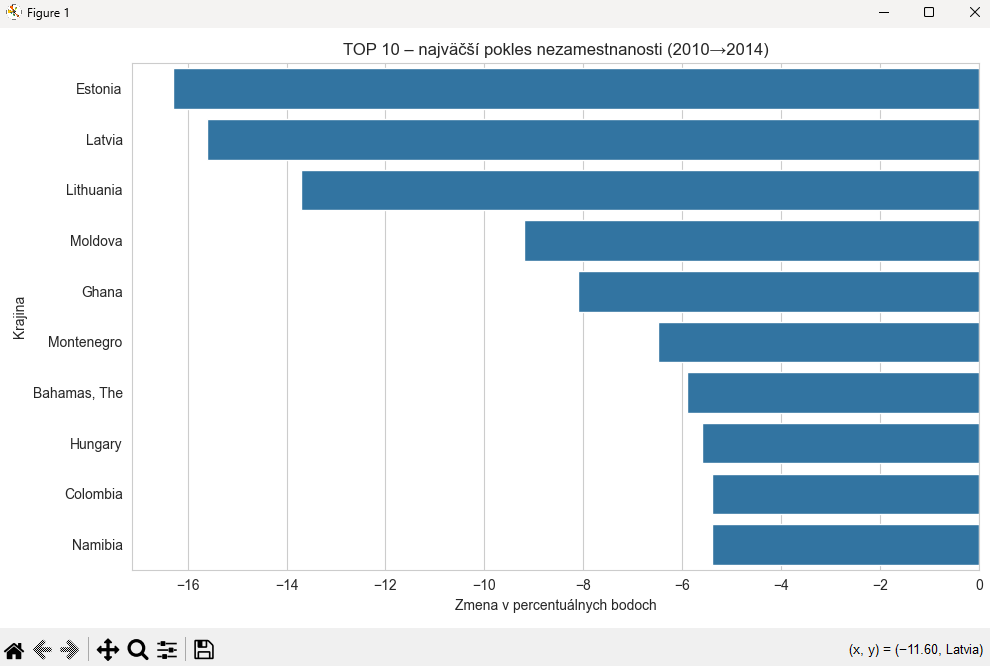 Figure 1
TOP 10 – najväčší pokles nezamestnanosti (2010→2014)
Krajina
Estonia
Latvia
Lithuania
Moldova
Ghana
Montenegro
Bahamas, The
Hungary
Colombia
Namibia
−16 −14 −12 −10 −8 −6 −4 −2 0
Zmena v percentuálnych bodoch
(x, y) = (−11.60, Latvia)